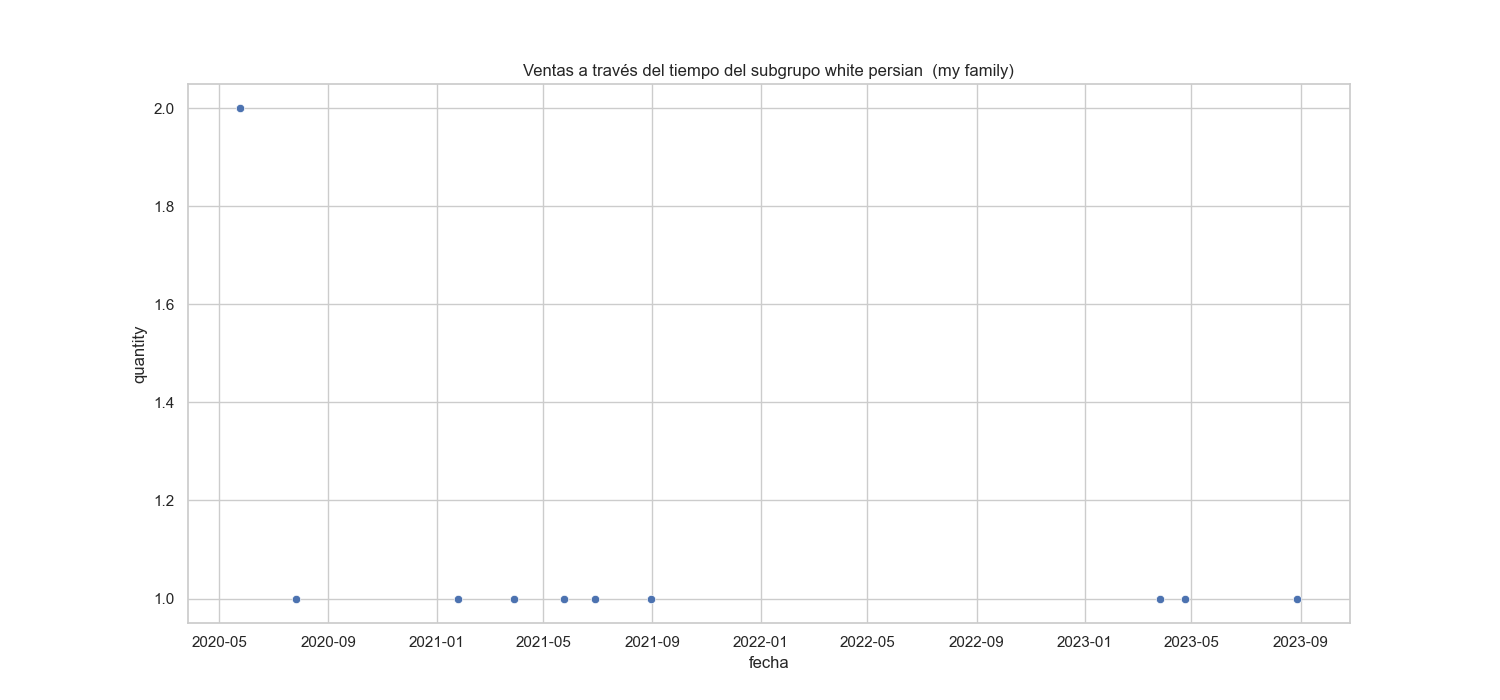 Ventas a través del tiempo del subgrupo white persian  (my family)
2.0
1.8
1.6
1.4
1.2
1.0
quantity
2020-05 2020-09 2021-01 2021-05 2021-09 2022-01 2022-05 2022-09 2023-01 2023-05 2023-09
fecha